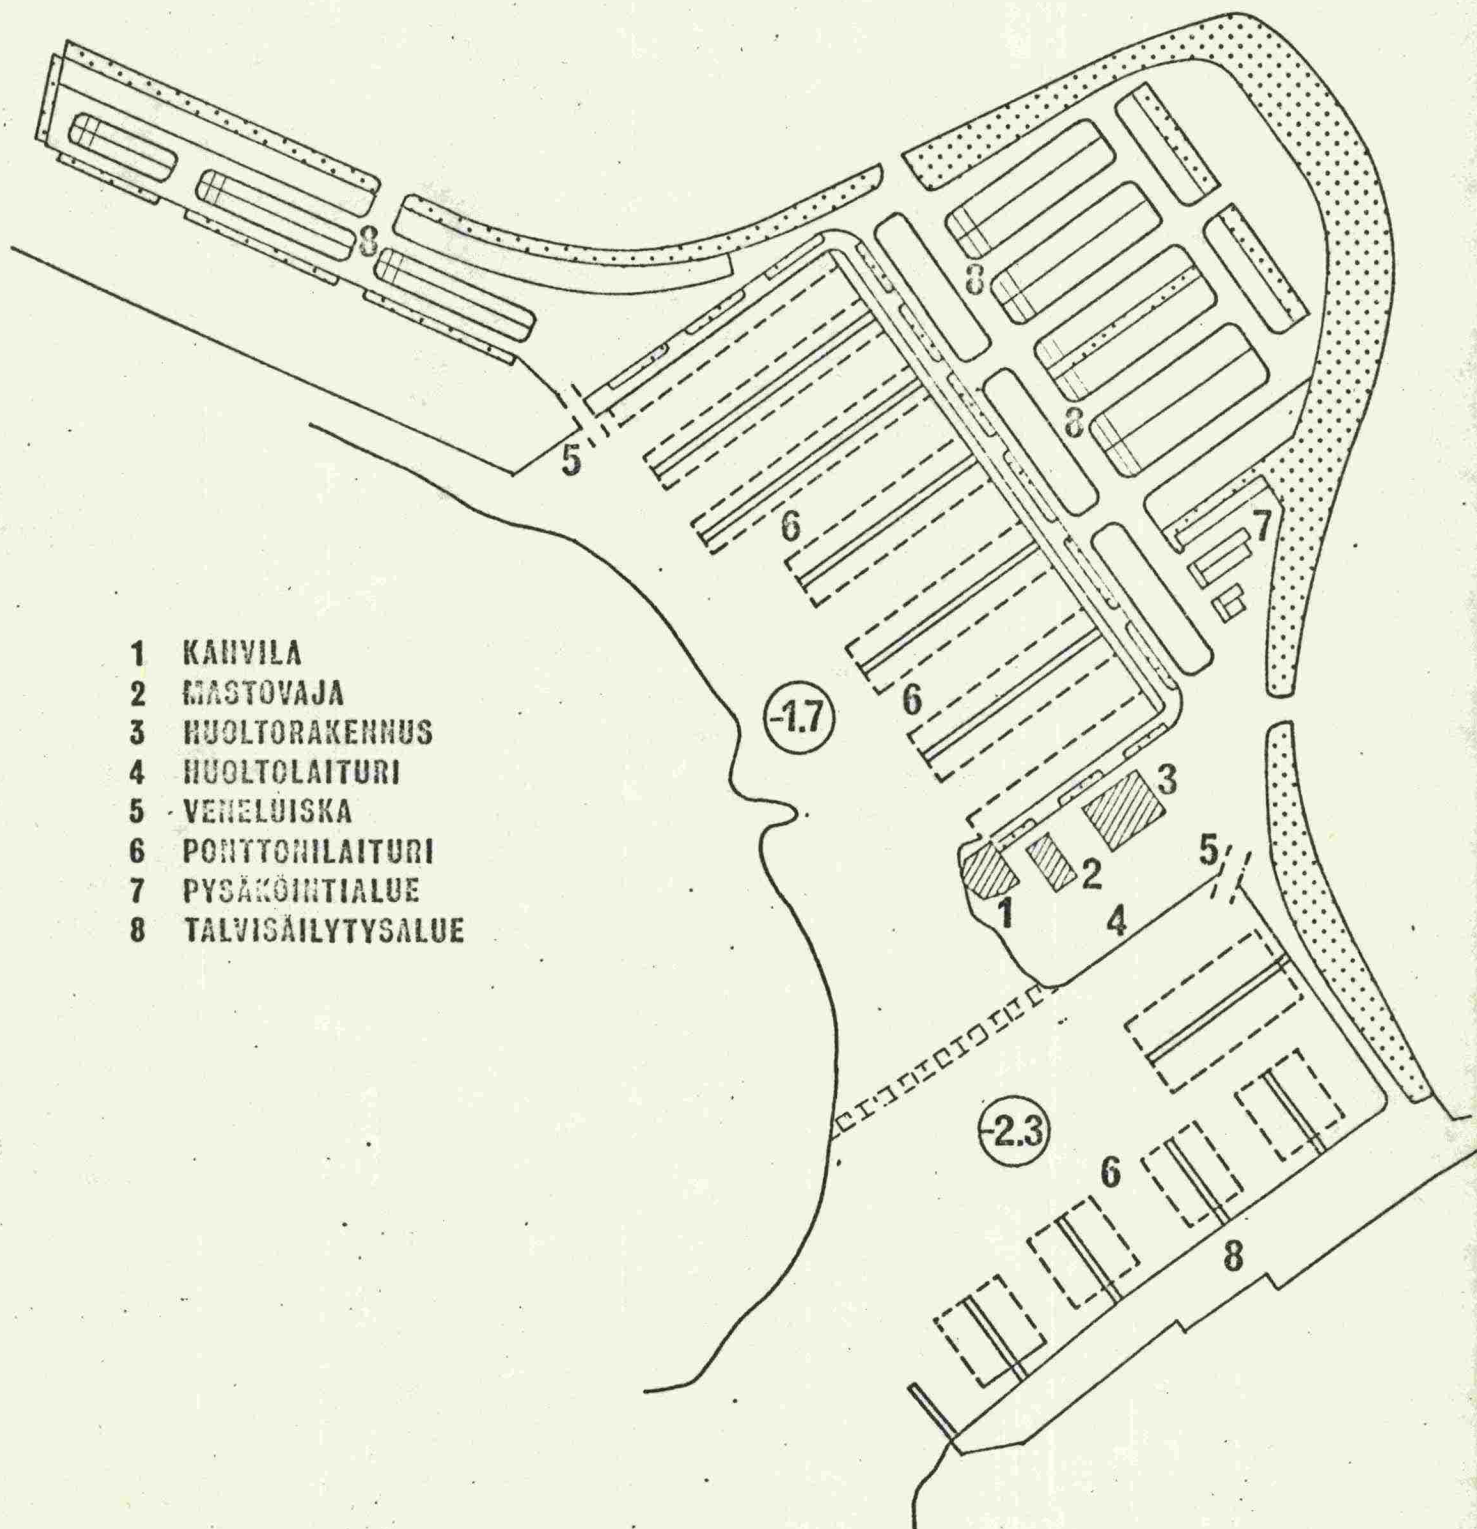 8
8
8
5
6
7
1 KAHVILA
2 MASTOVAJA
3 HUOLTORAKENNUS
4 HUOLTOLAITURI
5 VENELUISKA
6 PONTTONILAITURI
7 PYSÄKÖINTIALUE
8 TALVISÄILYTYSALUE
6
-1.7
3
5
2
1
4
-2.3
6
8